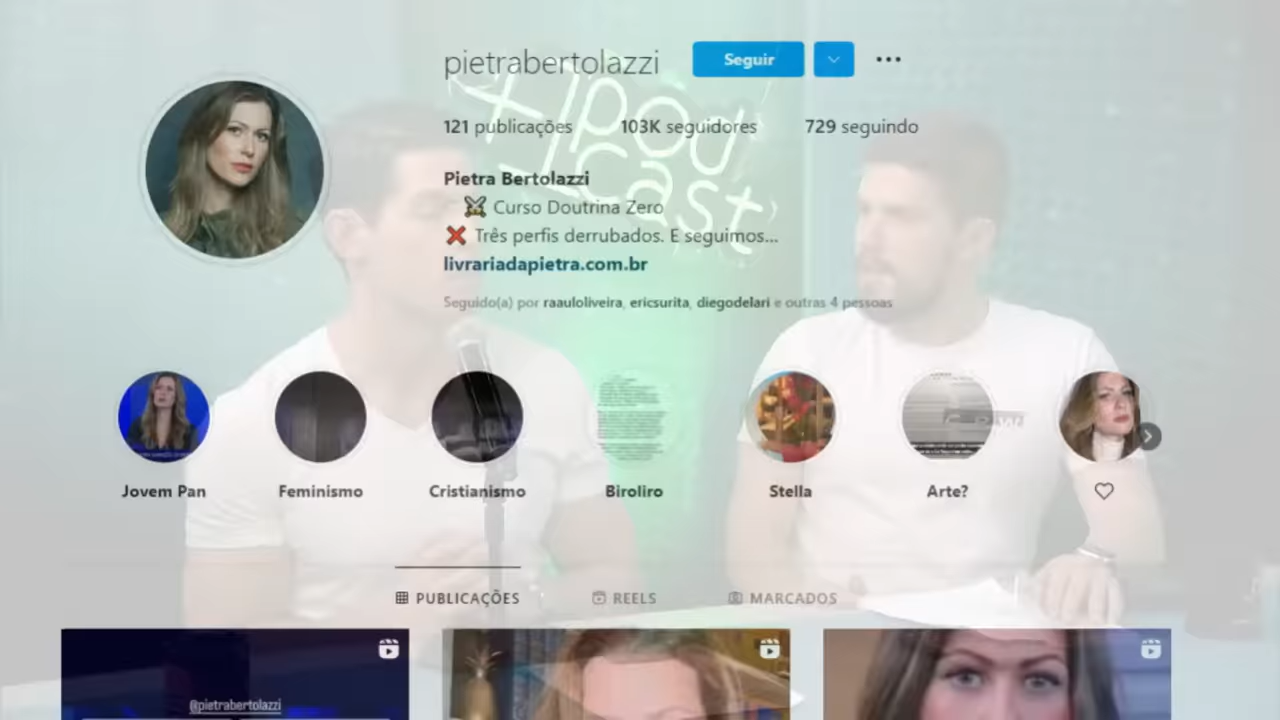 pietrabertolazzi
Seguir
121 publicações 103K seguidores 729 seguindo
Pietra Bertolazzi
Curso Doutrina Zero
Três perfis derrubados. E seguimos...
livrariadapietra.com.br
Seguido(a) por raauloliveira, ericsurita, diegodelari e outras 4 pessoas
podcast
Jovem Pan Feminismo Cristianismo Biroliro Stella Arte?
PUBLICAÇÕES REELS MARCADOS
@pietrabertolazzi